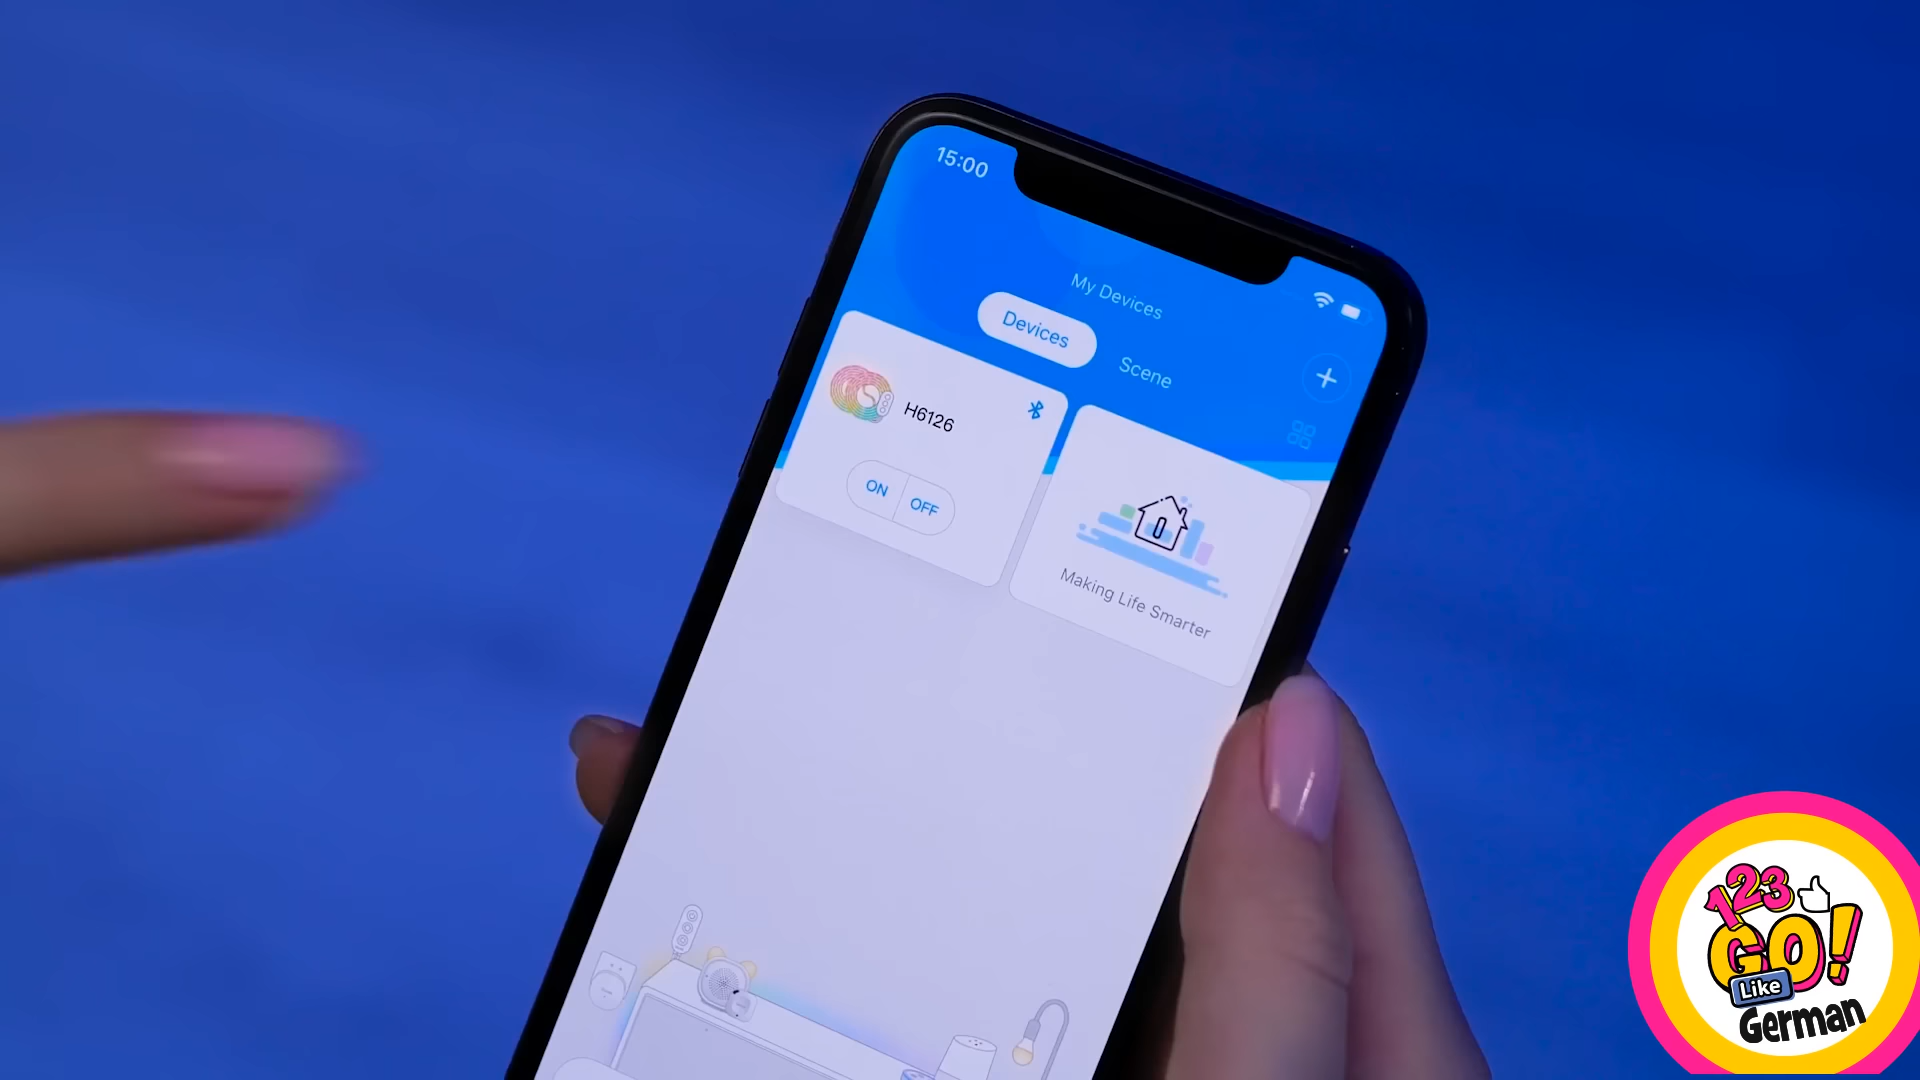 15:00
My Devices
Devices
Scene
H6126
ON
OFF
Making Life Smarter
123
GO!
Like
German